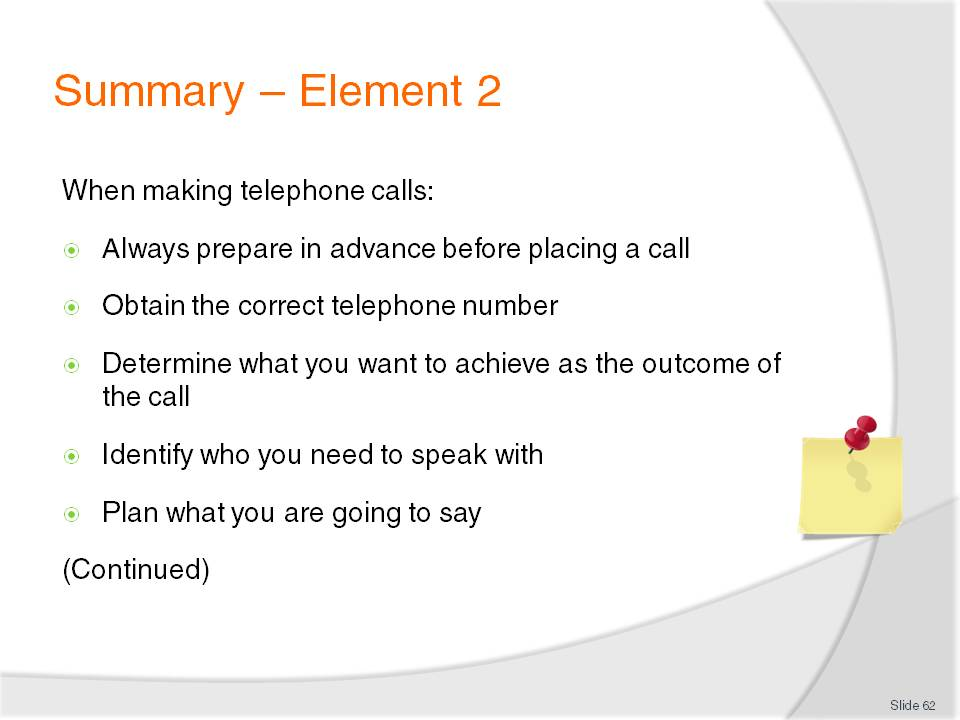 Summary – Element 2
When making telephone calls:
Always prepare in advance before placing a call
Obtain the correct telephone number
Determine what you want to achieve as the outcome of
the call
Identify who you need to speak with
Plan what you are going to say
(Continued)
Slide 62